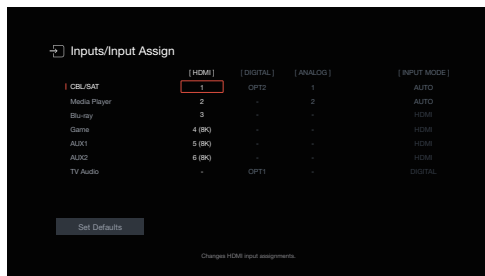 Inputs/Input Assign
[ HDMI ] [ DIGITAL ] [ ANALOG ] [ INPUT MODE ]
CBL/SAT 1 OPT2 1 AUTO
Media Player 2 - 2 AUTO
Blu-ray 3 - - HDMI
Game 4 (8K) - - HDMI
AUX1 5 (8K) - - HDMI
AUX2 6 (8K) - - HDMI
TV Audio - OPT1 - DIGITAL
Set Defaults
Changes HDMI input assignments.